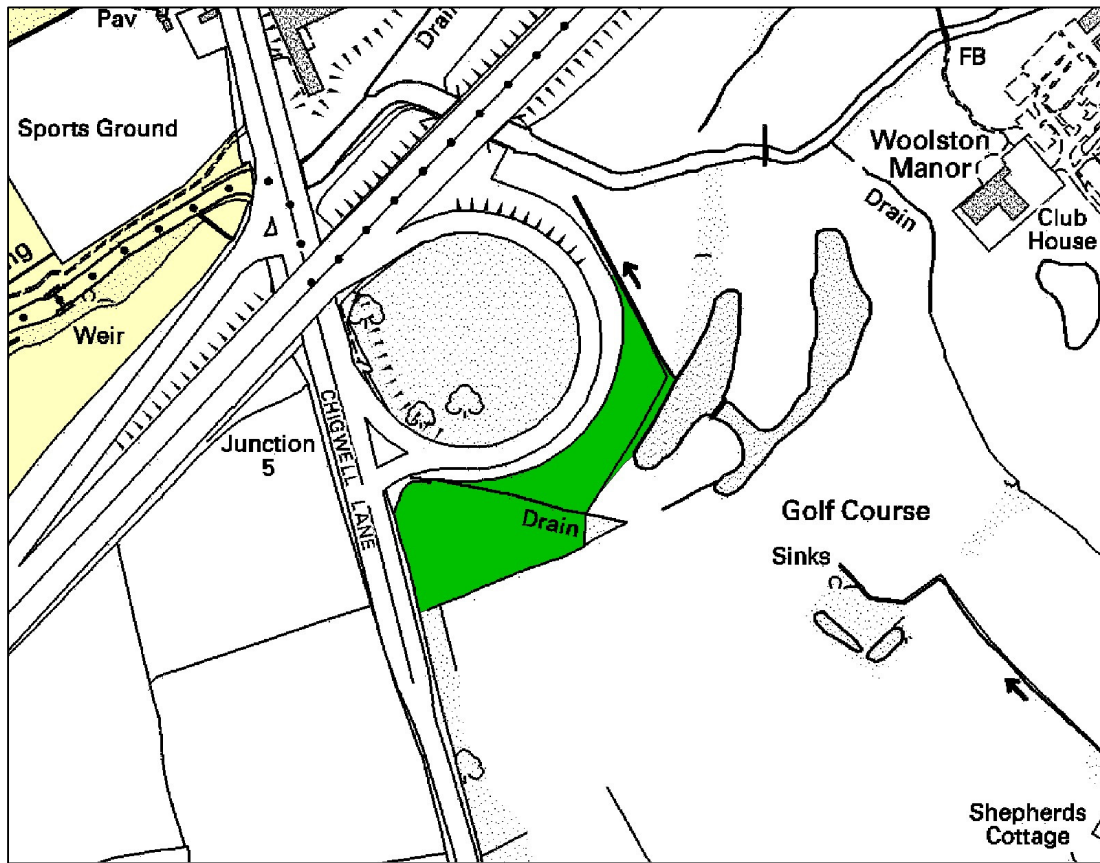 Pav
Drain
FB
Sports Ground
Woolston
Manor
Drain
Club
House
Weir
CHIGWELL LANE
Junction
5
Drain
Golf Course
Sinks
Shepherds
Cottage